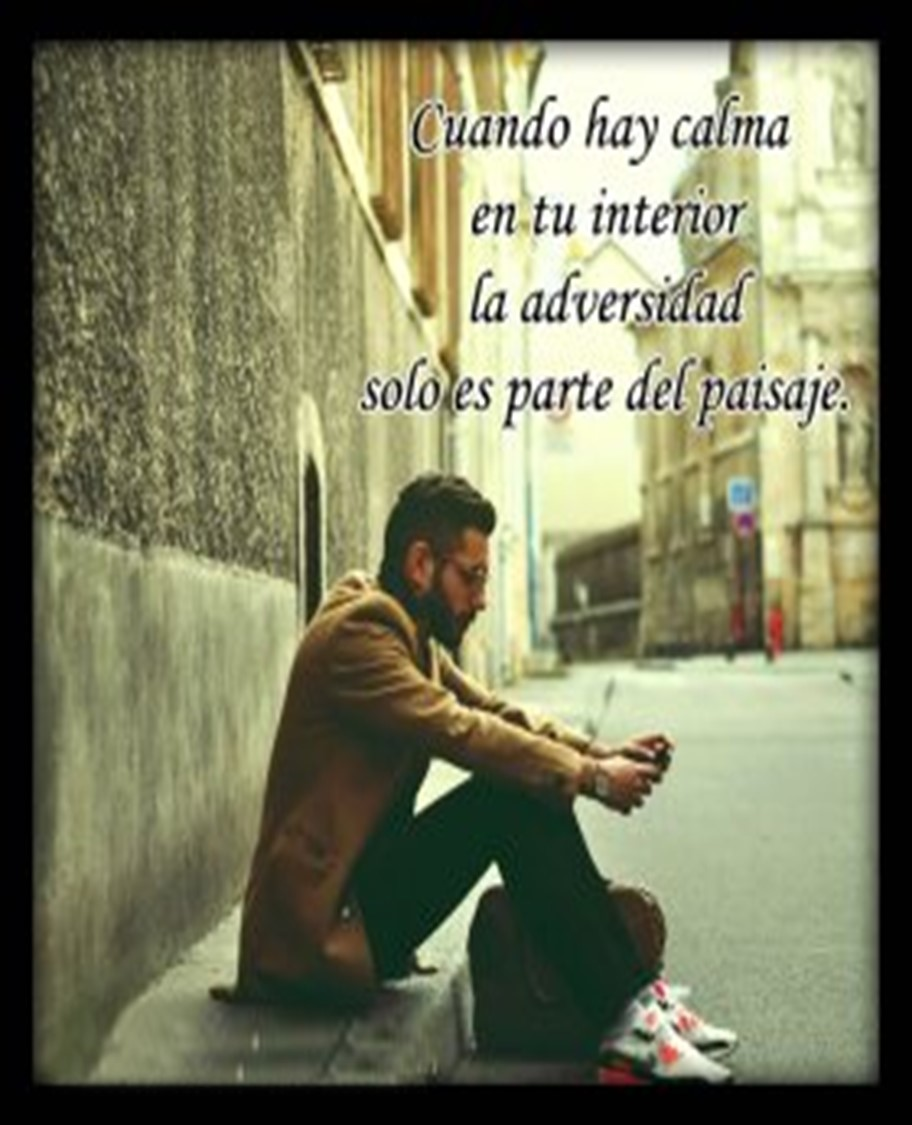 Cuando hay calma
en tu interior
la adversidad
solo es parte del paisaje.